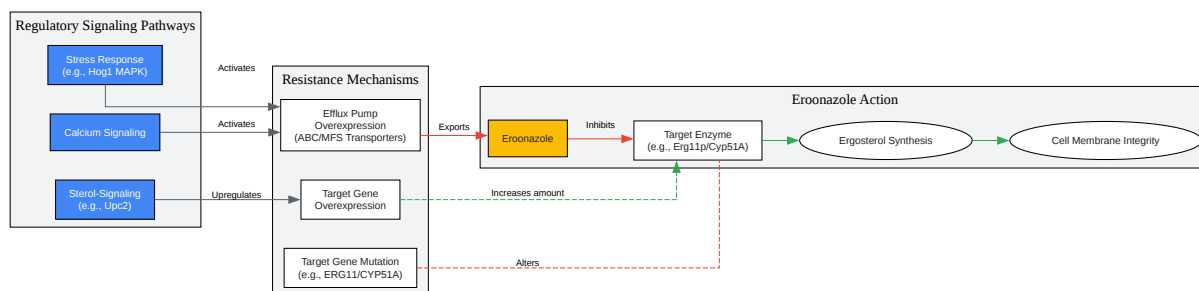 Regulatory Signaling Pathways
Stress Response
(e.g., Hog1 MAPK)
Calcium Signaling
Sterol-Signaling
(e.g., Upc2)
Activates
Activates
Upregulates
Resistance Mechanisms
Efflux Pump
Overexpression
(ABC/MFS Transporters)
Target Gene
Overexpression
Target Gene Mutation
(e.g., ERG11/CYP51A)
Exports
Increases amount
Alters
Eroonazole Action
Eroonazole
Inhibits
Target Enzyme
(e.g., Erg11p/Cyp51A)
Ergosterol Synthesis
Cell Membrane Integrity